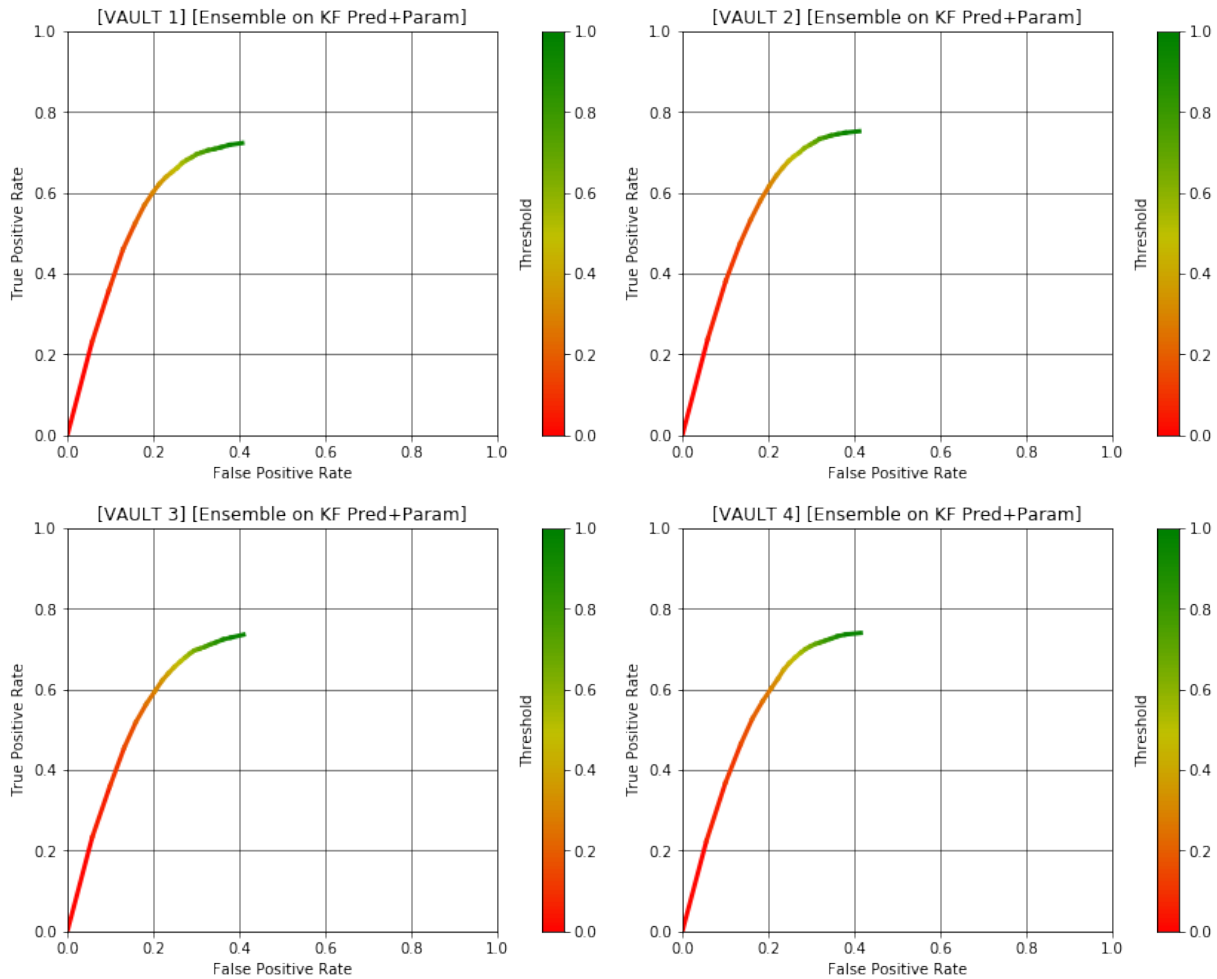 [VAULT 1] [Ensemble on KF Pred+Param]
1.0
0.8
0.6
0.4
0.2
0.0
True Positive Rate
0.0 0.2 0.4 0.6 0.8 1.0
False Positive Rate
1.0
0.8
0.6
0.4
0.2
0.0
Threshold
[VAULT 2] [Ensemble on KF Pred+Param]
1.0
0.8
0.6
0.4
0.2
0.0
True Positive Rate
0.0 0.2 0.4 0.6 0.8 1.0
False Positive Rate
1.0
0.8
0.6
0.4
0.2
0.0
Threshold
[VAULT 3] [Ensemble on KF Pred+Param]
1.0
0.8
0.6
0.4
0.2
0.0
True Positive Rate
0.0 0.2 0.4 0.6 0.8 1.0
False Positive Rate
1.0
0.8
0.6
0.4
0.2
0.0
Threshold
[VAULT 4] [Ensemble on KF Pred+Param]
1.0
0.8
0.6
0.4
0.2
0.0
True Positive Rate
0.0 0.2 0.4 0.6 0.8 1.0
False Positive Rate
1.0
0.8
0.6
0.4
0.2
0.0
Threshold